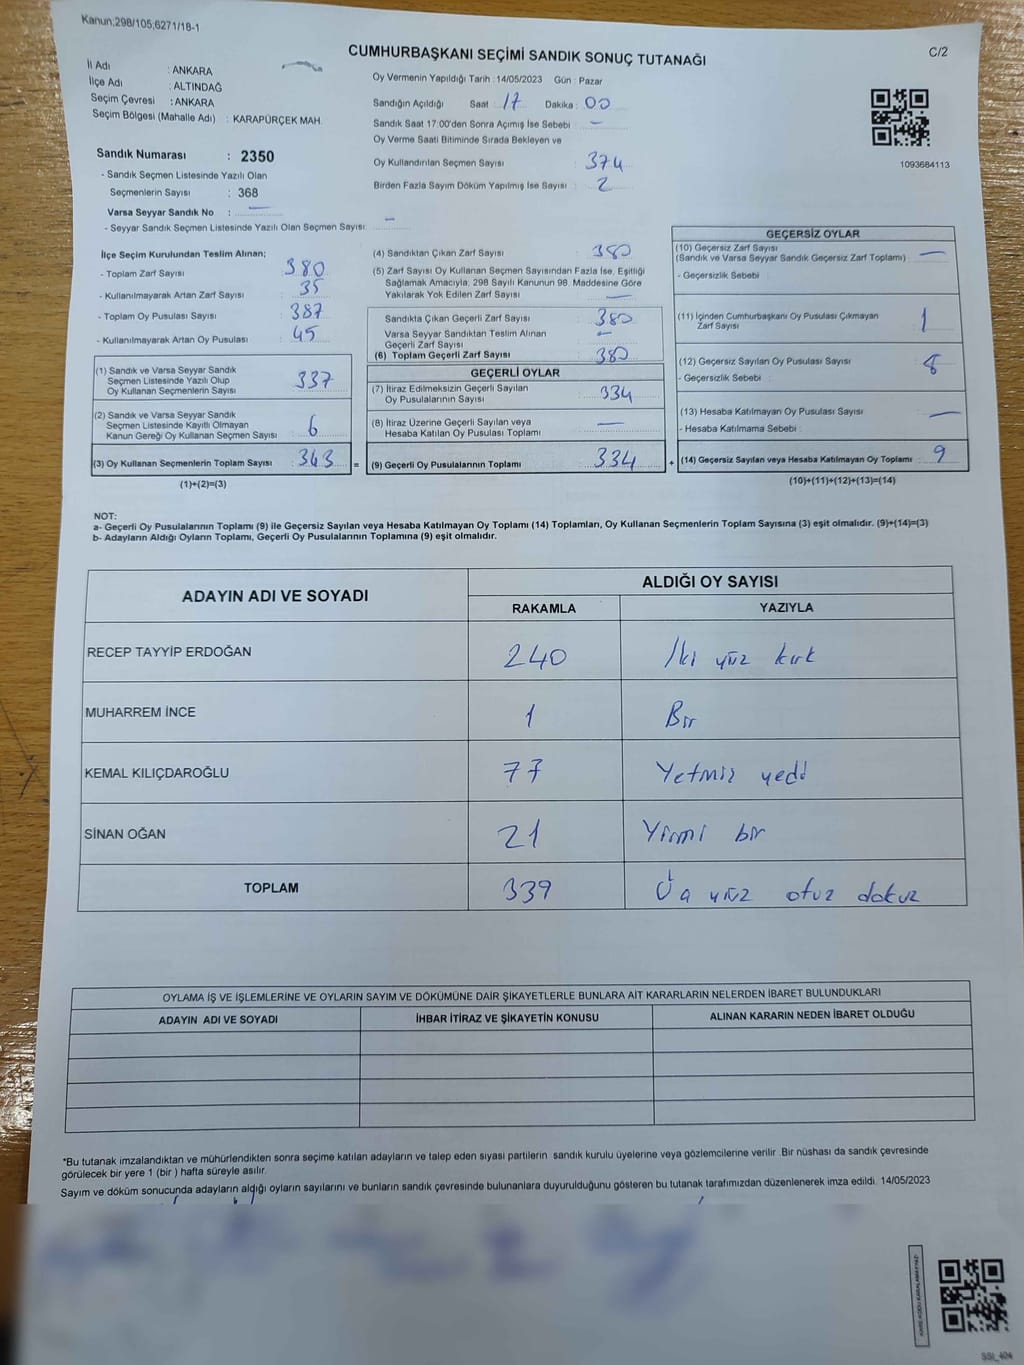 Kanun;298/105,6271/18-1
CUMHURBAŞKANI SEÇİMİ SANDIK SONUÇ TUTANAĞI
C/2
İl Adı : ANKARA
İlçe Adı : ALTINDAĞ
Seçim Çevresi : ANKARA
Seçim Bölgesi (Mahalle Adı) : KARAPÜRÇEK MAH.
Sandık Numarası : 2350
- Sandık Seçmen Listesinde Yazılı Olan
Seçmenlerin Sayısı : 368
Varsa Seyyar Sandık No : —
- Seyyar Sandık Seçmen Listesinde Yazılı Olan Seçmen Sayısı: —
Oy Vermenin Yapıldığı Tarih : 14/05/2023 Gün : Pazar
Sandığın Açıldığı Saat : 17 Dakika : 00
Sandık Saat 17:00'den Sonra Açımış İse Sebebi : —
Oy Verme Saati Bitiminde Sırada Bekleyen ve
Oy Kullandırılan Seçmen Sayısı : 374
Birden Fazla Sayım Döküm Yapılmış İse Sayısı : 2
1093684113
İlçe Seçim Kurulundan Teslim Alınan;
- Toplam Zarf Sayısı : 380
- Kullanılmayarak Artan Zarf Sayısı : 35
- Toplam Oy Pusulası Sayısı : 387
- Kullanılmayarak Artan Oy Pusulası : 45
(1) Sandık ve Varsa Seyyar Sandık
Seçmen Listesinde Yazılı Olup
Oy Kullanan Seçmenlerin Sayısı : 337
(2) Sandık ve Varsa Seyyar Sandık
Seçmen Listesinde Kayıtlı Olmayan
Kanun Gereği Oy Kullanan Seçmen Sayısı : 6
(3) Oy Kullanan Seçmenlerin Toplam Sayısı : 343 =
(1)+(2)=(3)
(4) Sandıktan Çıkan Zarf Sayısı : 380
(5) Zarf Sayısı Oy Kullanan Seçmen Sayısından Fazla İse, Eşitliği
Sağlamak Amacıyla; 298 Sayılı Kanunun 98. Maddesine Göre
Yakılarak Yok Edilen Zarf Sayısı : —
Sandıkta Çıkan Geçerli Zarf Sayısı : 380
Varsa Seyyar Sandıktan Teslim Alınan
Geçerli Zarf Sayısı : —
(6) Toplam Geçerli Zarf Sayısı : 380
GEÇERLİ OYLAR
(7) İtiraz Edilmeksizin Geçerli Sayılan
Oy Pusulalarının Sayısı : 334
(8) İtiraz Üzerine Geçerli Sayılan veya
Hesaba Katılan Oy Pusulası Toplamı : —
(9) Geçerli Oy Pusulalarının Toplamı : 334 +
GEÇERSİZ OYLAR
(10) Geçersiz Zarf Sayısı
(Sandık ve Varsa Seyyar Sandık Geçersiz Zarf Toplamı) : —
- Geçersizlik Sebebi :
(11) İçinden Cumhurbaşkanı Oy Pusulası Çıkmayan
Zarf Sayısı : 1
(12) Geçersiz Sayılan Oy Pusulası Sayısı : 8
- Geçersizlik Sebebi :
(13) Hesaba Katılmayan Oy Pusulası Sayısı : —
- Hesaba Katılmama Sebebi :
(14) Geçersiz Sayılan veya Hesaba Katılmayan Oy Toplamı : 9
(10)+(11)+(12)+(13)=(14)
NOT:
a- Geçerli Oy Pusulalarının Toplamı (9) ile Geçersiz Sayılan veya Hesaba Katılmayan Oy Toplamı (14) Toplamları, Oy Kullanan Seçmenlerin Toplam Sayısına (3) eşit olmalıdır. (9)+(14)=(3)
b- Adayların Aldığı Oyların Toplamı, Geçerli Oy Pusulalarının Toplamına (9) eşit olmalıdır.
ADAYIN ADI VE SOYADI
ALDIĞI OY SAYISI
RAKAMLA YAZIYLA
RECEP TAYYİP ERDOĞAN 240 İki yüz kırk
MUHARREM İNCE 1 Bir
KEMAL KILIÇDAROĞLU 77 Yetmiş yedi
SİNAN OĞAN 21 Yirmi bir
TOPLAM 339 Üç yüz otuz dokuz
OYLAMA İŞ VE İŞLEMLERİNE VE OYLARIN SAYIM VE DÖKÜMÜNE DAİR ŞİKAYETLERLE BUNLARA AİT KARARLARIN NELERDEN İBARET BULUNDUKLARI
ADAYIN ADI VE SOYADI İHBAR İTİRAZ VE ŞİKAYETİN KONUSU ALINAN KARARIN NEDEN İBARET OLDUĞU
*Bu tutanak imzalandıktan ve mühürlendikten sonra seçime katılan adayların ve talep eden siyasi partilerin sandık kurulu üyelerine veya gözlemcilerine verilir. Bir nüshası da sandık çevresinde
görülecek bir yere 1 (bir ) hafta süreyle asılır.
Sayım ve döküm sonucunda adayların aldığı oyların sayılarını ve bunların sandık çevresinde bulunanlara duyurulduğunu gösteren bu tutanak tarafımızdan düzenlenerek imza edildi. 14/05/2023
SSI_404